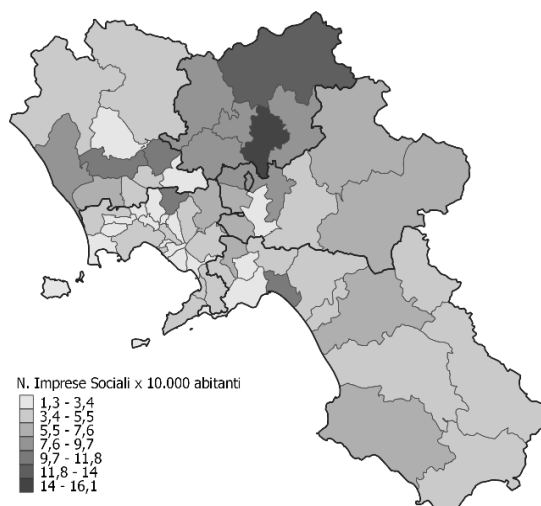 N. Imprese Sociali x 10.000 abitanti
1,3 - 3,4
3,4 - 5,5
5,5 - 7,6
7,6 - 9,7
9,7 - 11,8
11,8 - 14
14 - 16,1